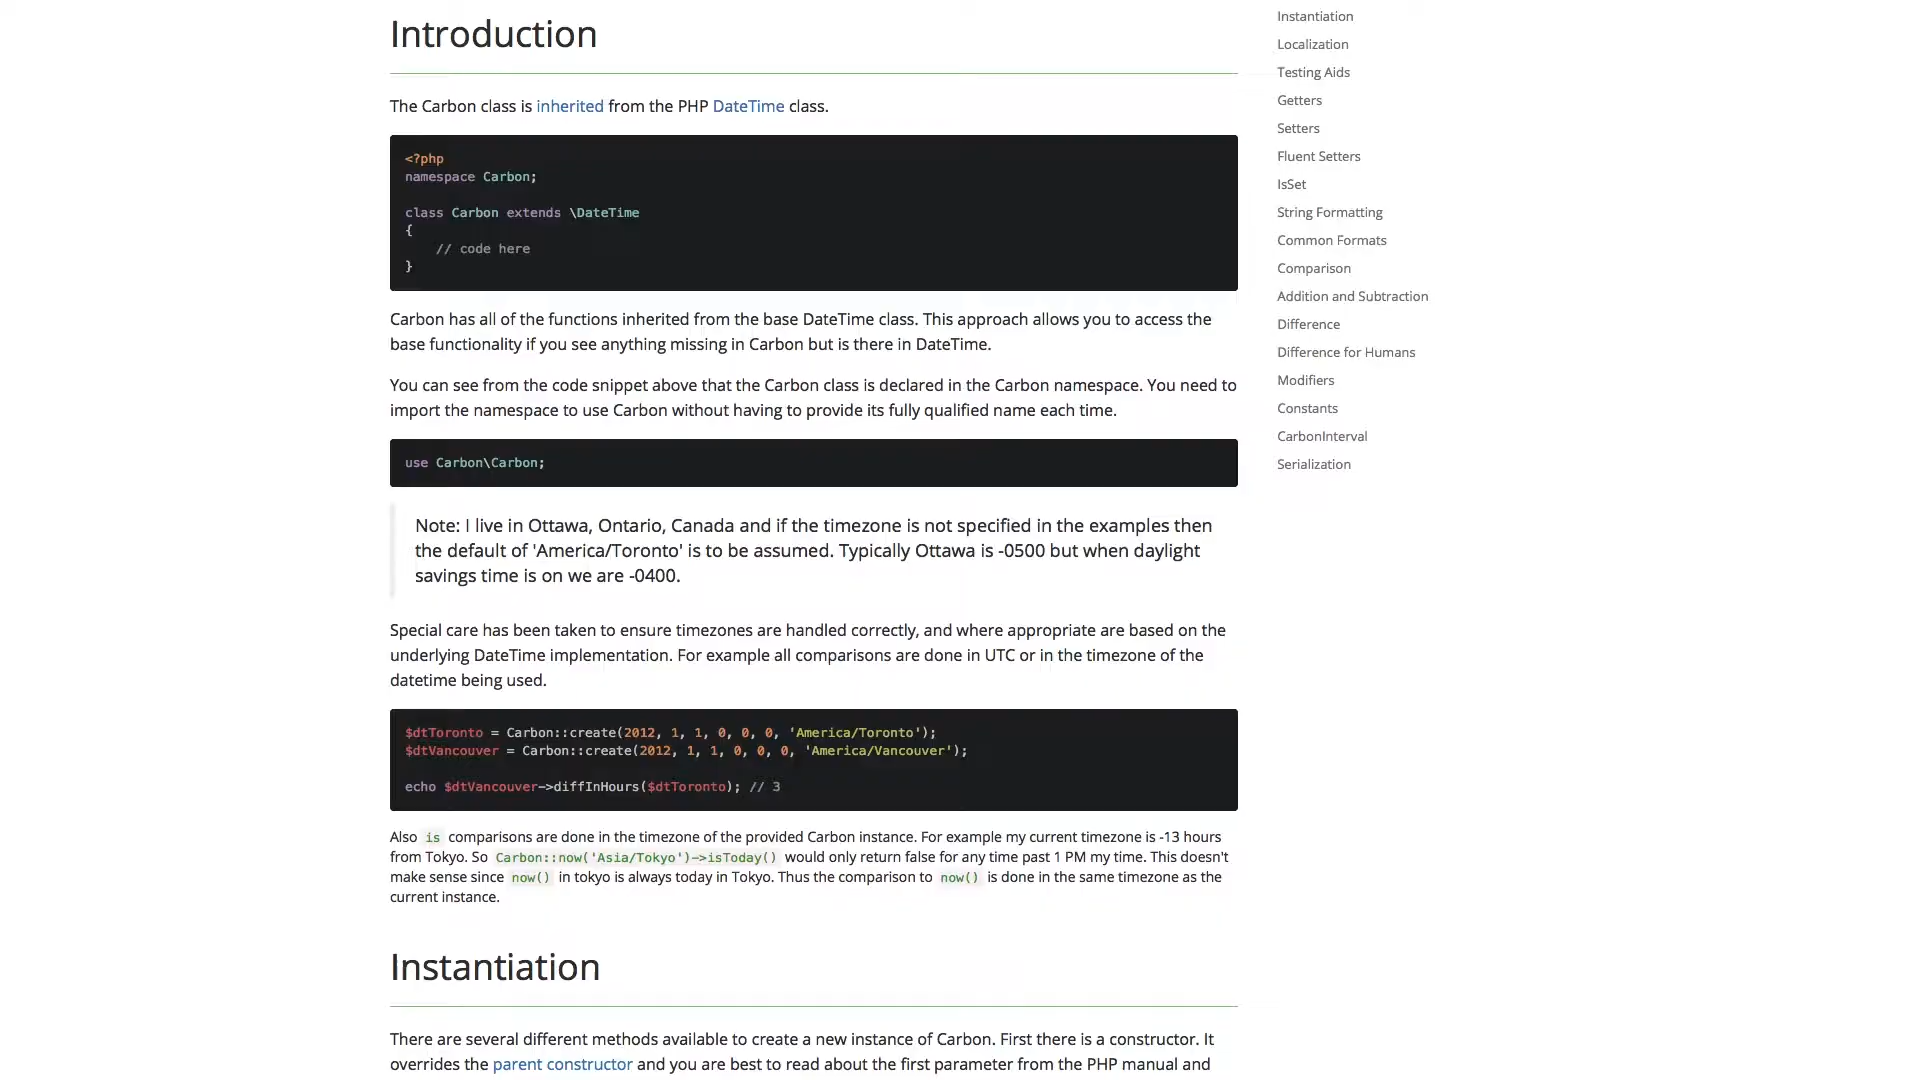 Introduction
The Carbon class is inherited from the PHP DateTime class.
<?php
namespace Carbon;
class Carbon extends \DateTime
{
    // code here
}
Carbon has all of the functions inherited from the base DateTime class. This approach allows you to access the
base functionality if you see anything missing in Carbon but is there in DateTime.
You can see from the code snippet above that the Carbon class is declared in the Carbon namespace. You need to
import the namespace to use Carbon without having to provide its fully qualified name each time.
use Carbon\Carbon;
Note: I live in Ottawa, Ontario, Canada and if the timezone is not specified in the examples then
the default of 'America/Toronto' is to be assumed. Typically Ottawa is -0500 but when daylight
savings time is on we are -0400.
Special care has been taken to ensure timezones are handled correctly, and where appropriate are based on the
underlying DateTime implementation. For example all comparisons are done in UTC or in the timezone of the
datetime being used.
$dtToronto = Carbon::create(2012, 1, 1, 0, 0, 0, 'America/Toronto');
$dtVancouver = Carbon::create(2012, 1, 1, 0, 0, 0, 'America/Vancouver');
echo $dtVancouver->diffInHours($dtToronto); // 3
Also is comparisons are done in the timezone of the provided Carbon instance. For example my current timezone is -13 hours
from Tokyo. So Carbon::now('Asia/Tokyo')->isToday() would only return false for any time past 1 PM my time. This doesn't
make sense since now() in tokyo is always today in Tokyo. Thus the comparison to now() is done in the same timezone as the
current instance.
Instantiation
There are several different methods available to create a new instance of Carbon. First there is a constructor. It
overrides the parent constructor and you are best to read about the first parameter from the PHP manual and
Instantiation
Localization
Testing Aids
Getters
Setters
Fluent Setters
IsSet
String Formatting
Common Formats
Comparison
Addition and Subtraction
Difference
Difference for Humans
Modifiers
Constants
CarbonInterval
Serialization